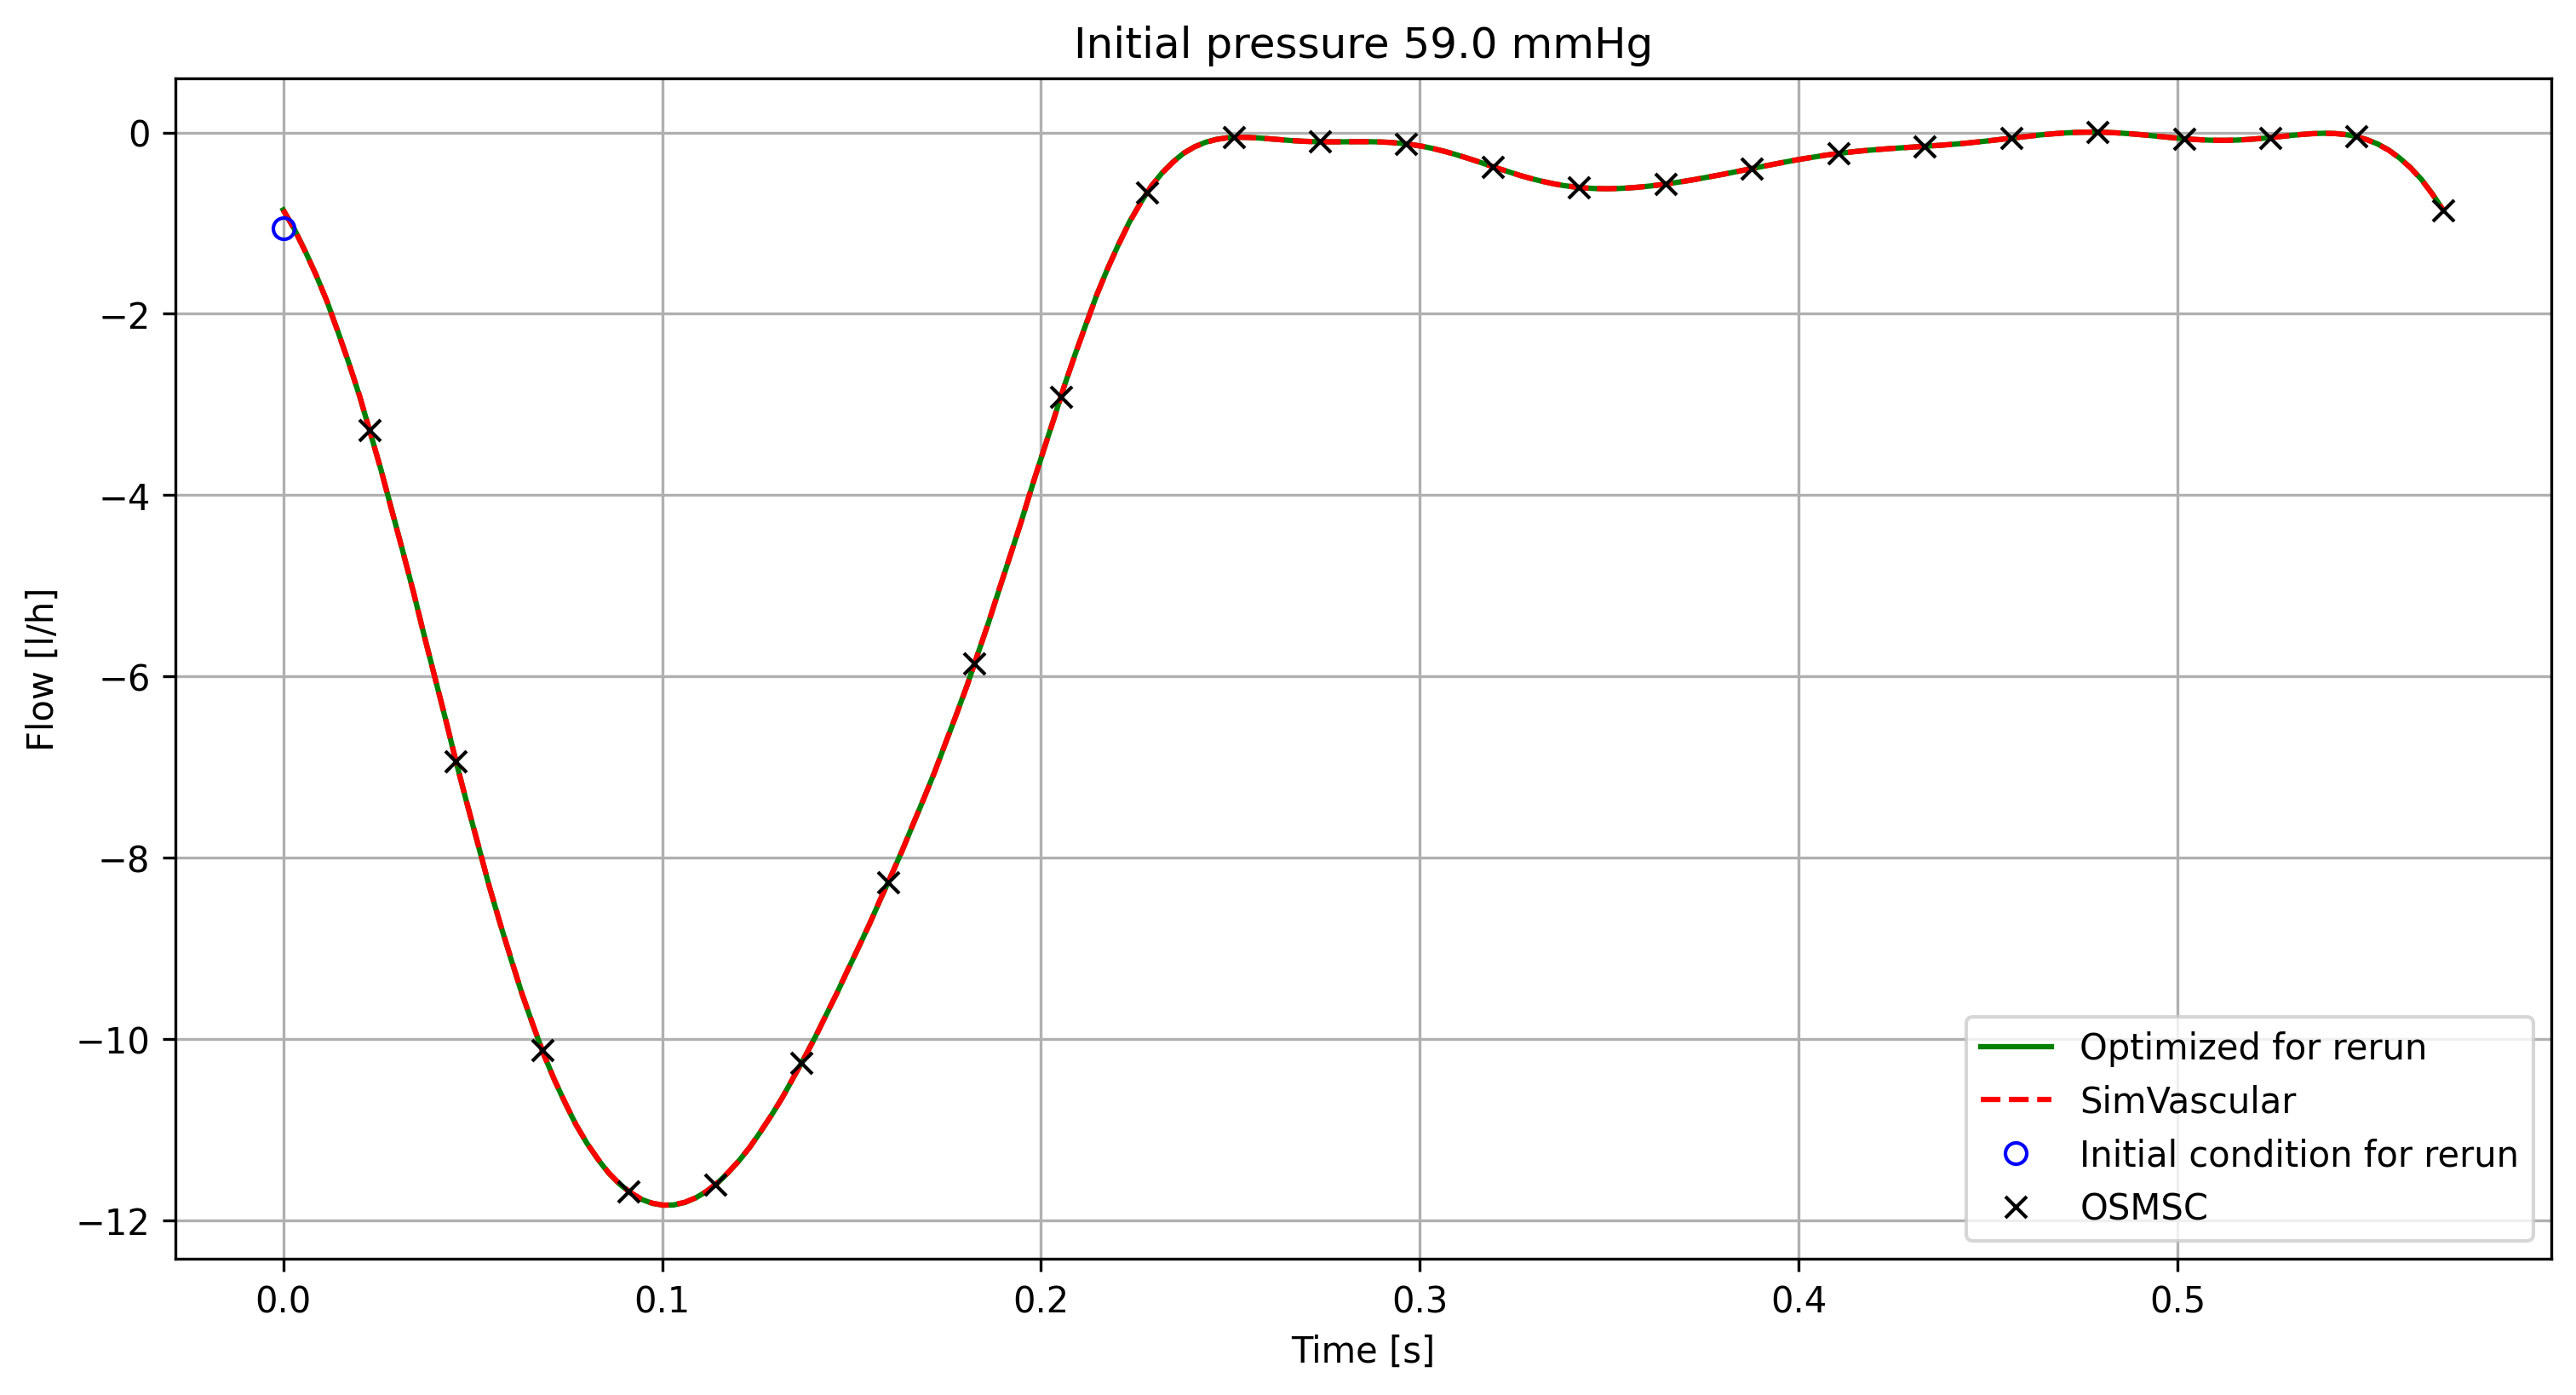 Initial pressure 59.0 mmHg
Flow [l/h]
0
−2
−4
−6
−8
−10
−12
0.0
0.1
0.2
0.3
0.4
0.5
Time [s]
Optimized for rerun
SimVascular
Initial condition for rerun
OSMSC